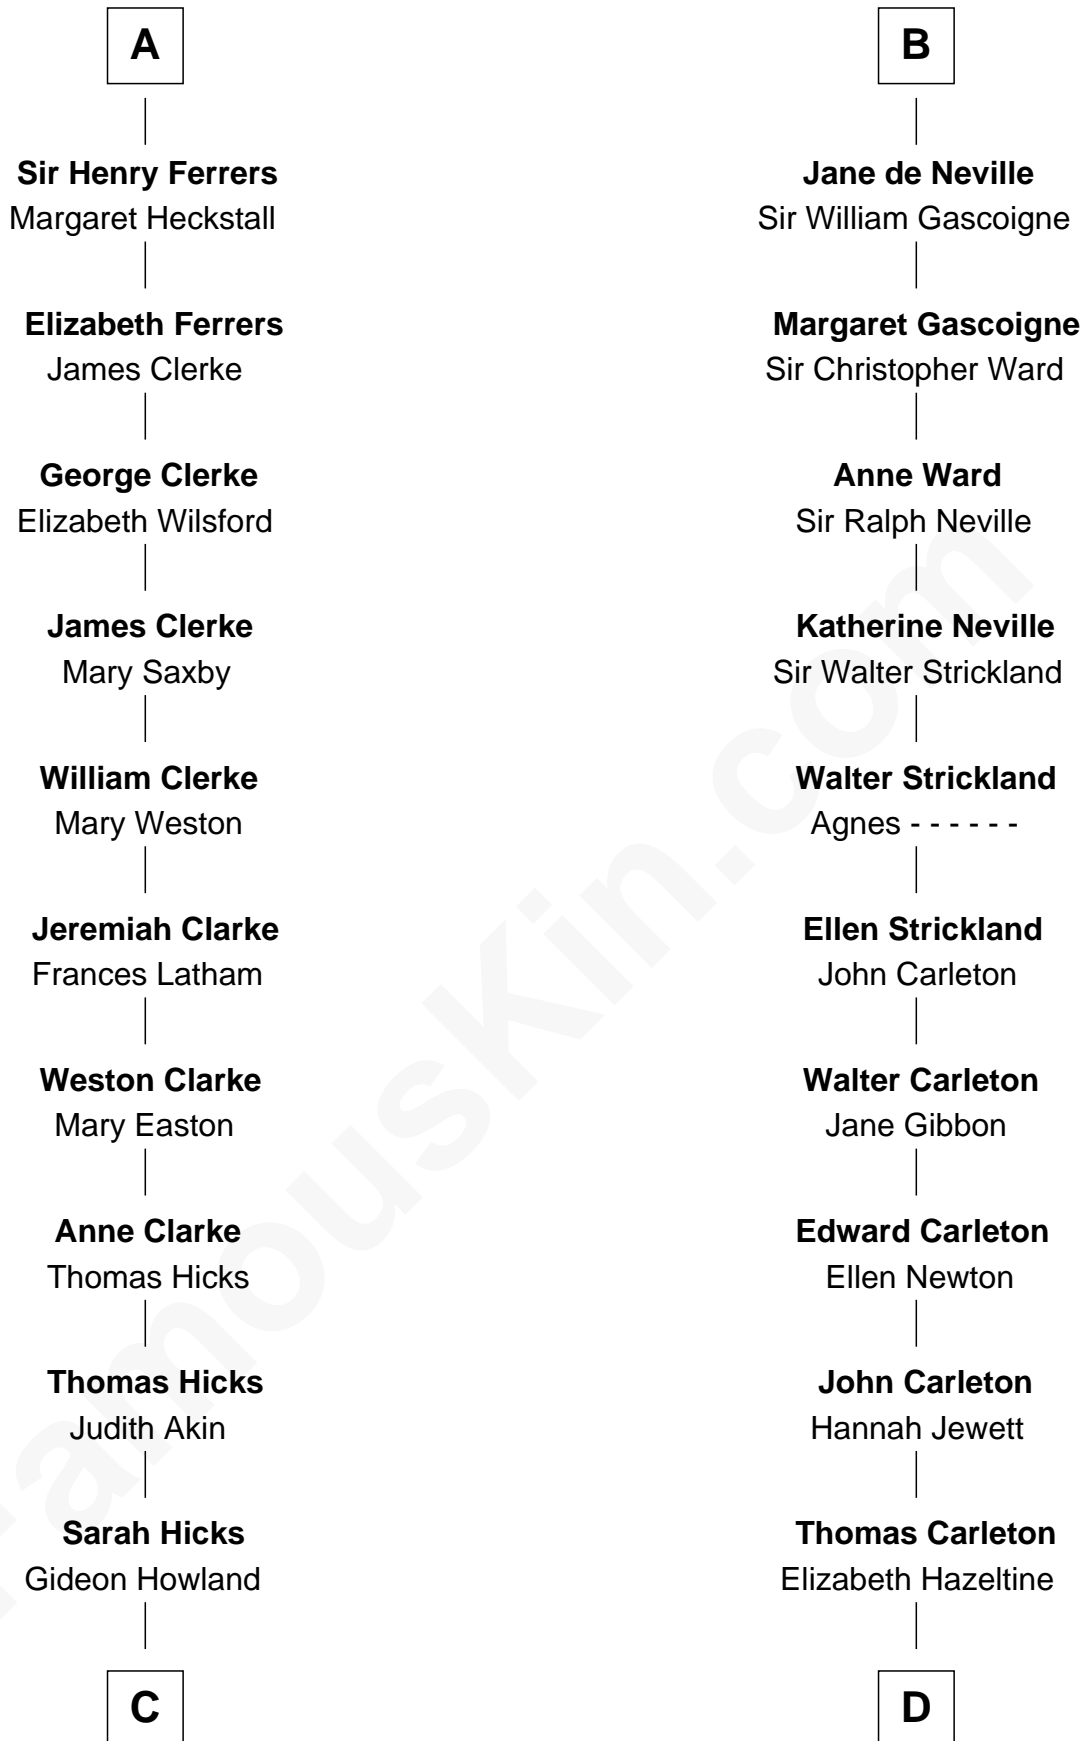 A
Sir Henry Ferrers
Margaret Heckstall
Elizabeth Ferrers
James Clerke
George Clerke
Elizabeth Wilsford
James Clerke
Mary Saxby
William Clerke
Mary Weston
Jeremiah Clarke
Frances Latham
Weston Clarke
Mary Easton
Anne Clarke
Thomas Hicks
Thomas Hicks
Judith Akin
Sarah Hicks
Gideon Howland
C
B
Jane de Neville
Sir William Gascoigne
Margaret Gascoigne
Sir Christopher Ward
Anne Ward
Sir Ralph Neville
Katherine Neville
Sir Walter Strickland
Walter Strickland
Agnes - - - - - -
Ellen Strickland
John Carleton
Walter Carleton
Jane Gibbon
Edward Carleton
Ellen Newton
John Carleton
Hannah Jewett
Thomas Carleton
Elizabeth Hazeltine
D
FamousKin.com